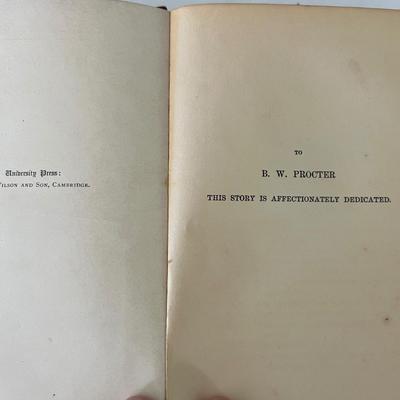 University Press:
Wilson and Son, Cambridge.
TO
B. W. PROCTER
THIS STORY IS AFFECTIONATELY DEDICATED.